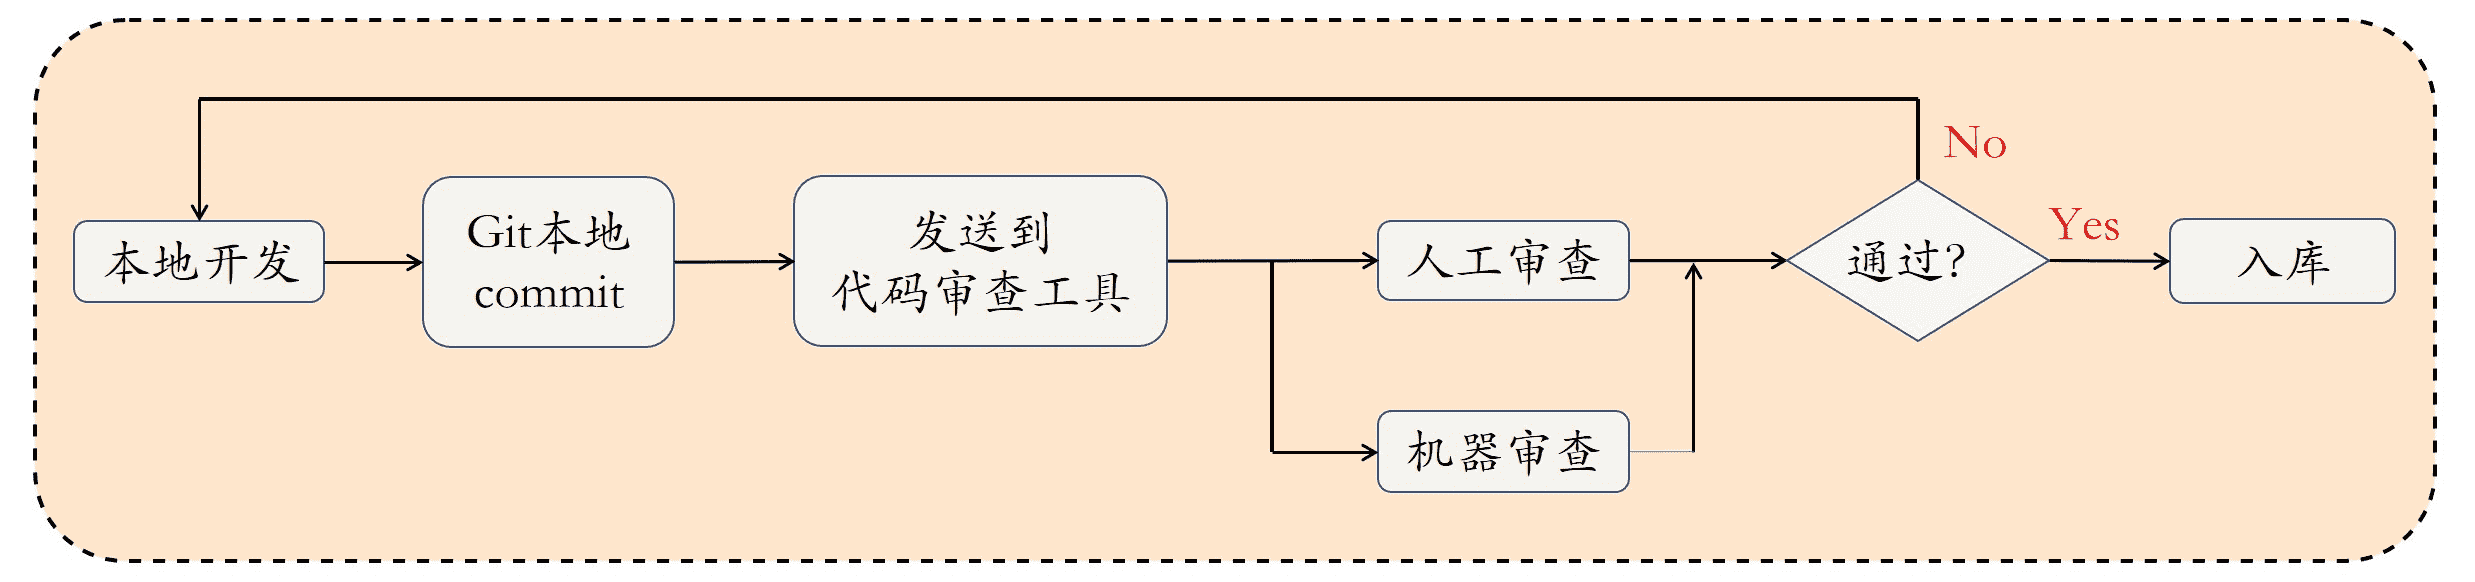 No
Yes
本地开发
Git本地
commit
发送到
代码审查工具
人工审查
通过?
入库
机器审查